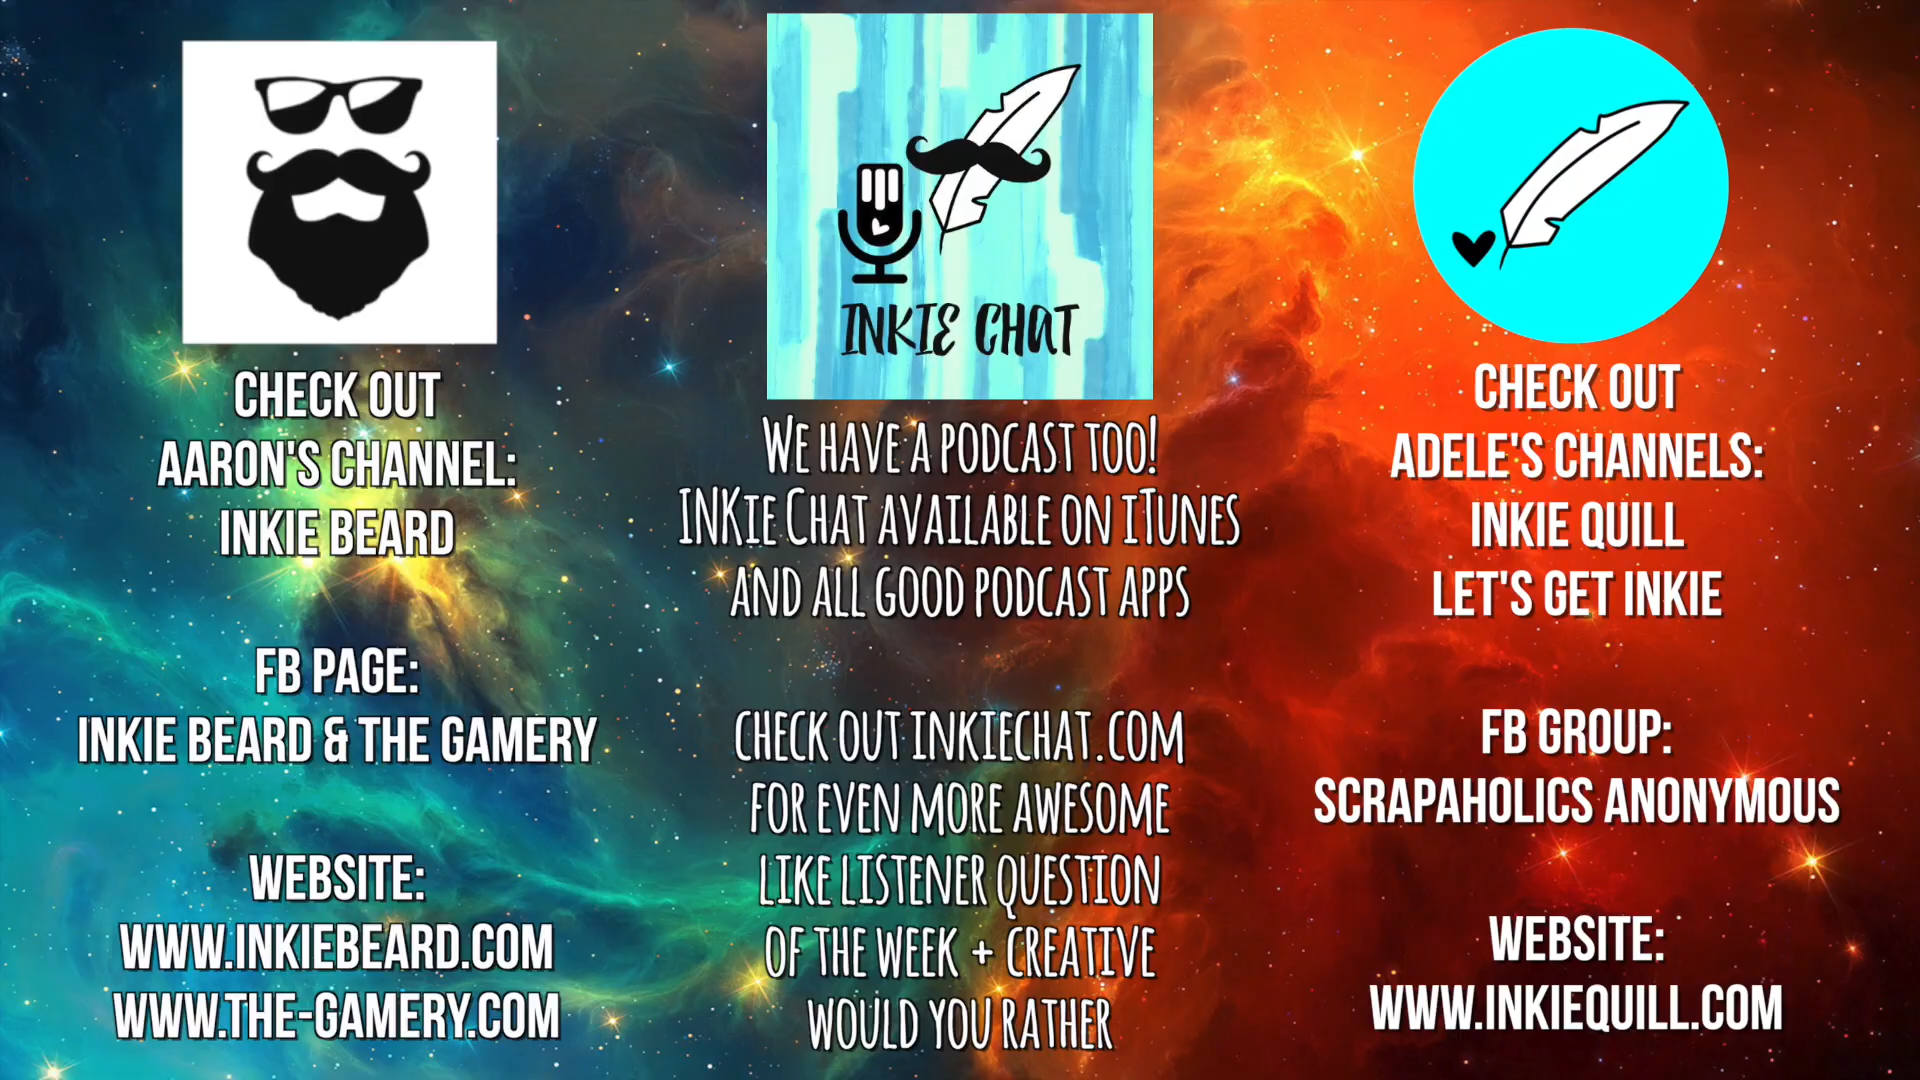 CHECK OUT
AARON'S CHANNEL:
INKIE BEARD
FB PAGE:
INKIE BEARD & THE GAMERY
WEBSITE:
WWW.INKIEBEARD.COM
WWW.THE-GAMERY.COM
INKIE CHAT
WE HAVE A PODCAST TOO!
INKIE CHAT AVAILABLE ON ITUNES
AND ALL GOOD PODCAST APPS
CHECK OUT INKIECHAT.COM
FOR EVEN MORE AWESOME
LIKE LISTENER QUESTION
OF THE WEEK + CREATIVE
WOULD YOU RATHER
CHECK OUT
ADELE'S CHANNELS:
INKIE QUILL
LET'S GET INKIE
FB GROUP:
SCRAPAHOLICS ANONYMOUS
WEBSITE:
WWW.INKIEQUILL.COM